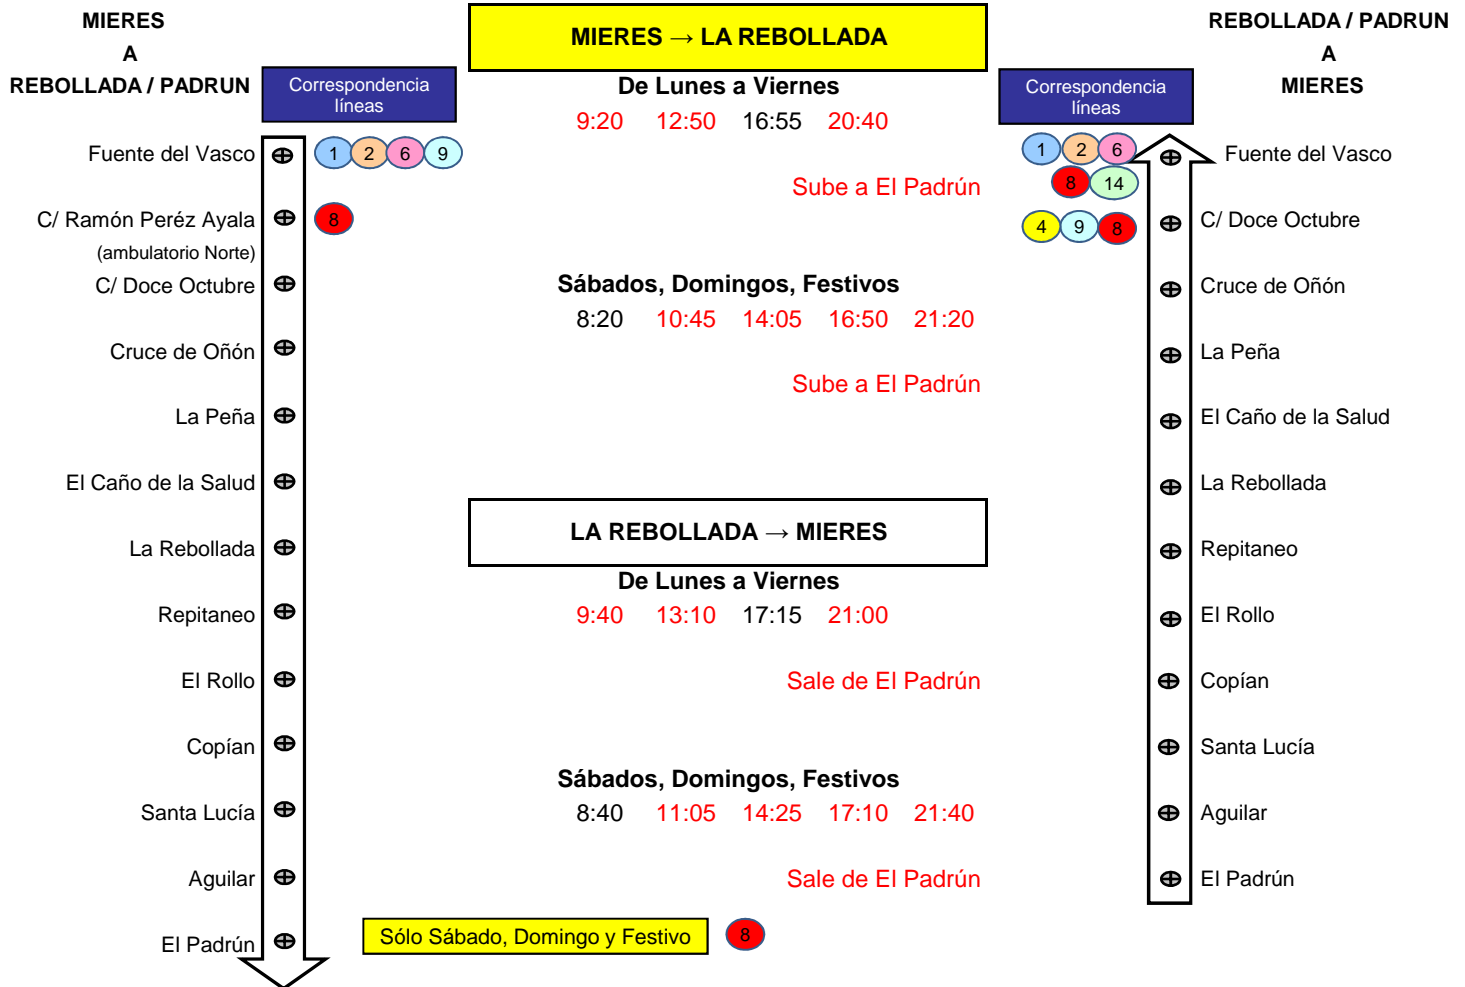 MIERES
A
REBOLLADA / PADRUN
Correspondencia
líneas
Fuente del Vasco
1 2 6 9
C/ Ramón Peréz Ayala
(ambulatorio Norte)
8
C/ Doce Octubre
Cruce de Oñón
La Peña
El Caño de la Salud
La Rebollada
Repitaneo
El Rollo
Copían
Santa Lucía
Aguilar
El Padrún
MIERES → LA REBOLLADA
De Lunes a Viernes
9:20 12:50 16:55 20:40
Sube a El Padrún
Sábados, Domingos, Festivos
8:20 10:45 14:05 16:50 21:20
Sube a El Padrún
LA REBOLLADA → MIERES
De Lunes a Viernes
9:40 13:10 17:15 21:00
Sale de El Padrún
Sábados, Domingos, Festivos
8:40 11:05 14:25 17:10 21:40
Sale de El Padrún
Sólo Sábado, Domingo y Festivo 8
REBOLLADA / PADRUN
A
MIERES
Correspondencia
líneas
1 2 6
8 14
Fuente del Vasco
4 9 8
C/ Doce Octubre
Cruce de Oñón
La Peña
El Caño de la Salud
La Rebollada
Repitaneo
El Rollo
Copían
Santa Lucía
Aguilar
El Padrún